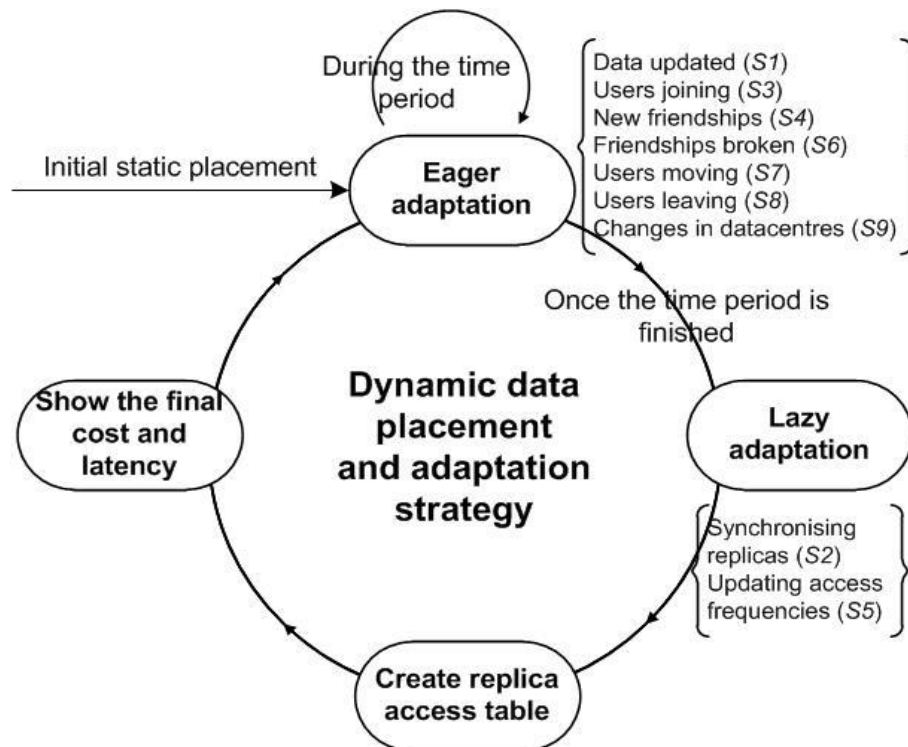 During the time
period
Data updated (S1)
Users joining (S3)
New friendships (S4)
Friendships broken (S6)
Users moving (S7)
Users leaving (S8)
Changes in datacentres (S9)
Initial static placement
Eager
adaptation
Once the time period is
finished
Dynamic data
placement
and adaptation
strategy
Show the final
cost and
latency
Lazy
adaptation
Synchronising
replicas (S2)
Updating access
frequencies (S5)
Create replica
access table